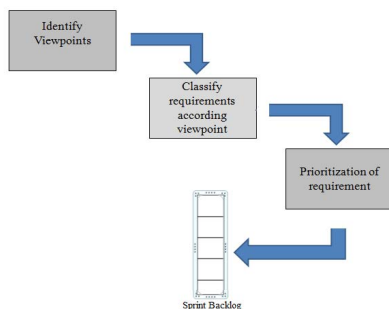 Identify
Viewpoints
Classify
requirements
according
viewpoint
Prioritization of
requirement
Sprint Backlog